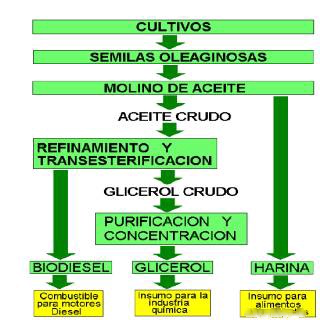 CULTIVOS
SEMILAS OLEAGINOSAS
MOLINO DE ACEITE
ACEITE CRUDO
REFINAMIENTO Y
TRANSESTERIFICACION
GLICEROL CRUDO
PURIFICACION Y
CONCENTRACION
BIODIESEL
GLICEROL
HARINA
Combustible
para motores
Diesel
Insumo para la
industria
química
Insumo para
alimentos